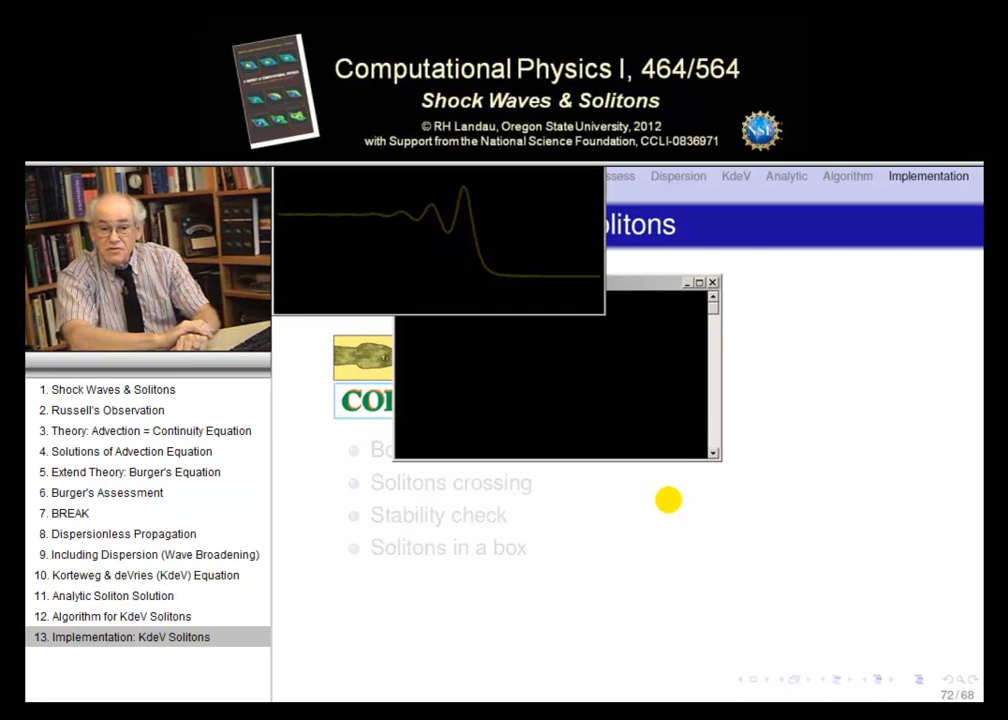 Computational Physics I, 464/564
Shock Waves & Solitons
© RH Landau, Oregon State University, 2012
with Support from the National Science Foundation, CCLI-0836971
NSF
ssess Dispersion KdeV Analytic Algorithm Implementation
olitons
CO
Bo
Solitons crossing
Stability check
Solitons in a box
1. Shock Waves & Solitons
2. Russell's Observation
3. Theory: Advection = Continuity Equation
4. Solutions of Advection Equation
5. Extend Theory: Burger's Equation
6. Burger's Assessment
7. BREAK
8. Dispersionless Propagation
9. Including Dispersion (Wave Broadening)
10. Korteweg & deVries (KdeV) Equation
11. Analytic Soliton Solution
12. Algorithm for KdeV Solitons
13. Implementation: KdeV Solitons
72/68